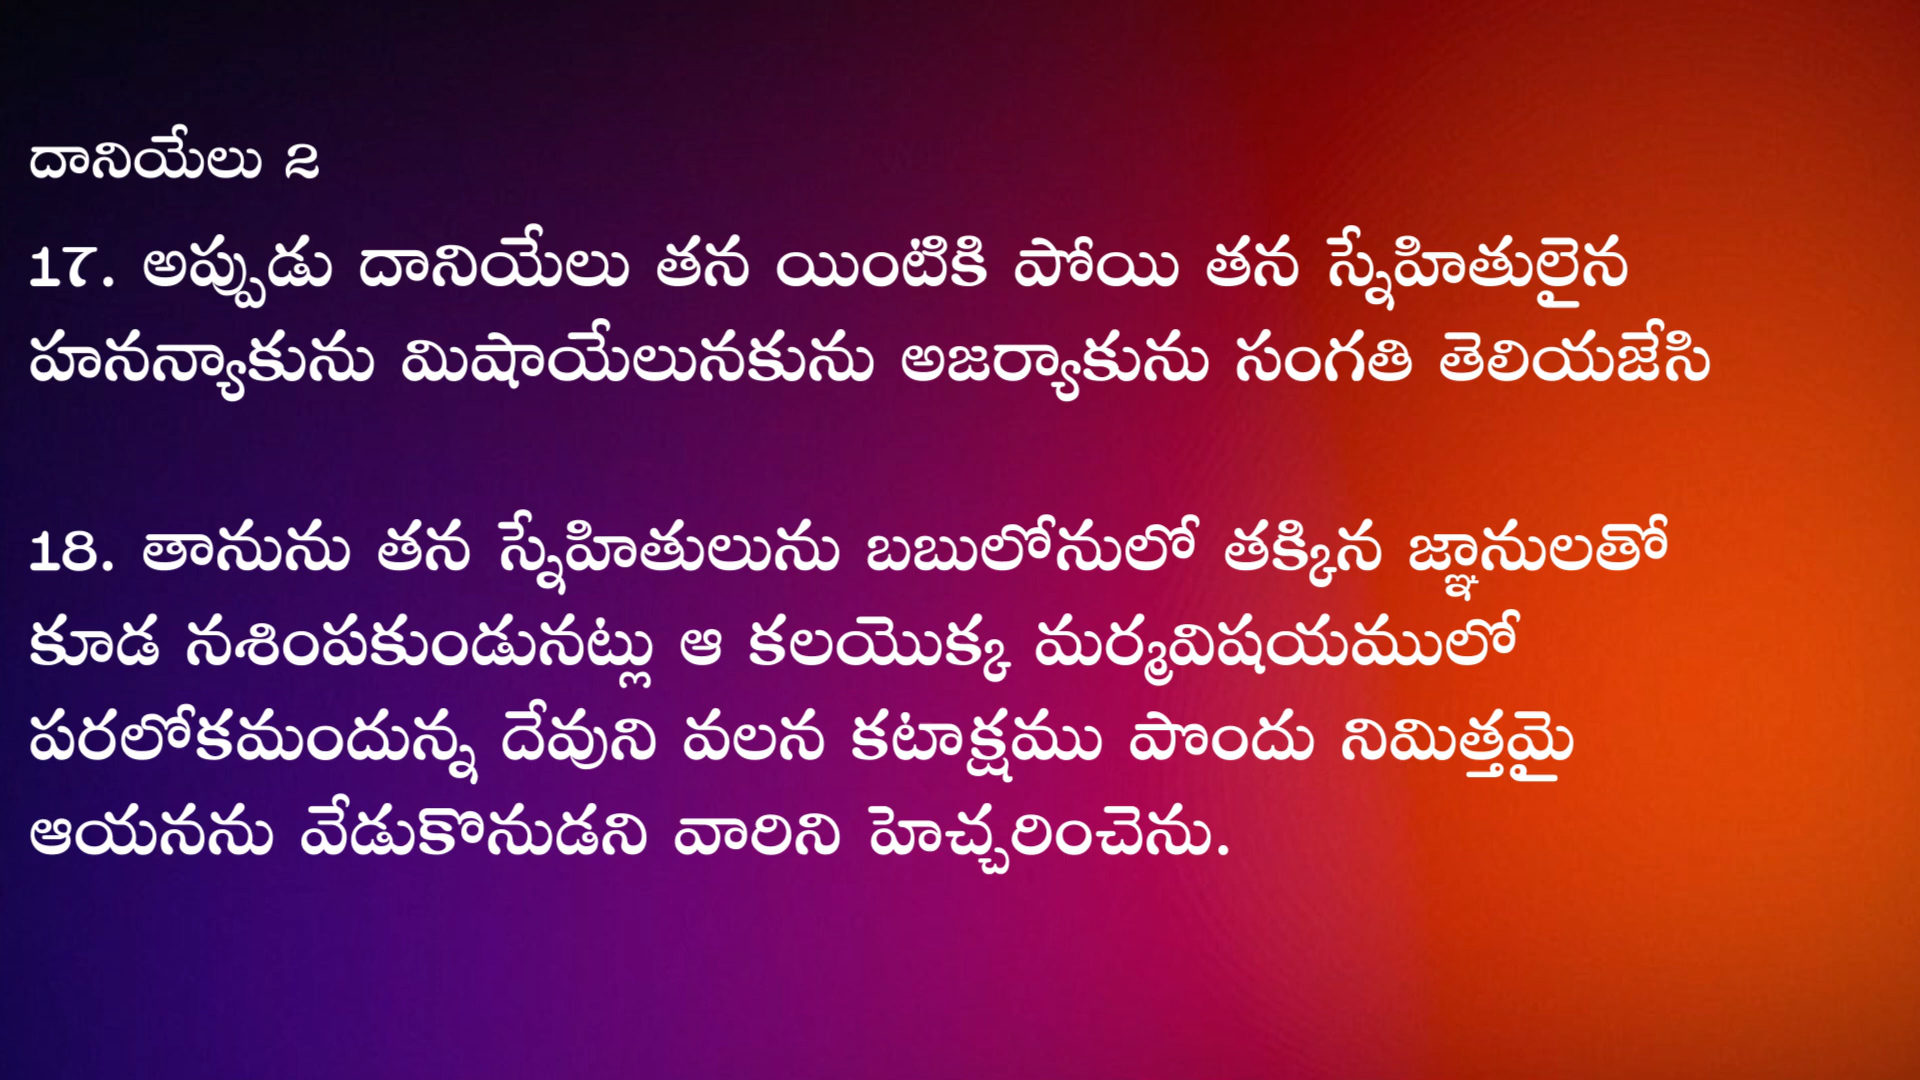 దానియేలు 2
17. అప్పుడు దానియేలు తన యింటికి పోయి తన స్నేహితులైన
హనన్యాకును మిషాయేలునకును అజర్యాకును సంగతి తెలియజేసి
18. తానును తన స్నేహితులును బబులోనులో తక్కిన జ్ఞానులతో
కూడ నశింపకుండునట్లు ఆ కలయొక్క మర్మవిషయములో
పరలోకమందున్న దేవుని వలన కటాక్షము పొందు నిమిత్తమై
ఆయనను వేడుకొనుడని వారిని హెచ్చరించెను.